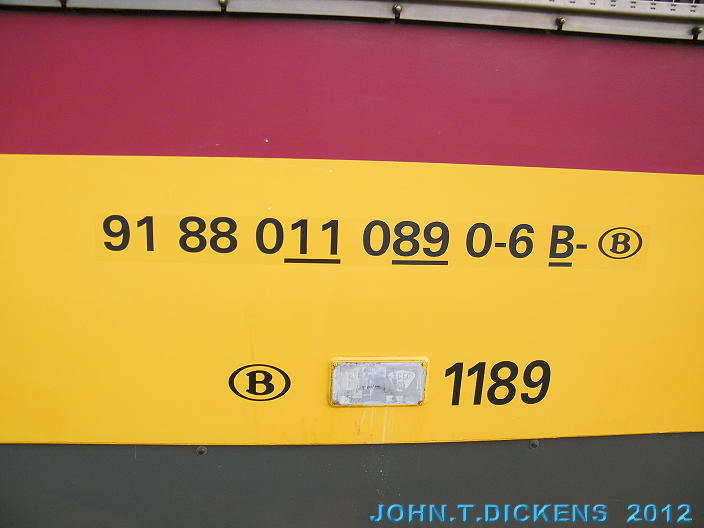 91 88 011 089 0-6 B- B
B 1189
JOHN.T.DICKENS 2012